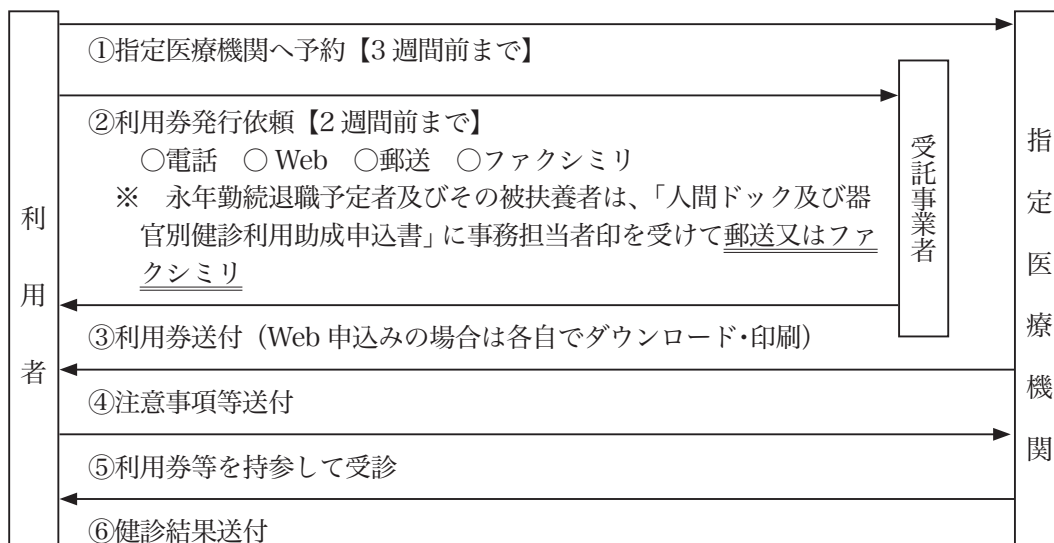 ①指定医療機関へ予約【3週間前まで】
②利用券発行依頼【2週間前まで】
○電話 ○Web ○郵送 ○ファクシミリ
※ 永年勤続退職予定者及びその被扶養者は、「人間ドック及び器
官別健診利用助成申込書」に事務担当者印を受けて郵送又はファ
クシミリ
③利用券送付（Web申込みの場合は各自でダウンロード・印刷）
④注意事項等送付
⑤利用券等を持参して受診
⑥健診結果送付
利用者
受託事業者
指定医療機関